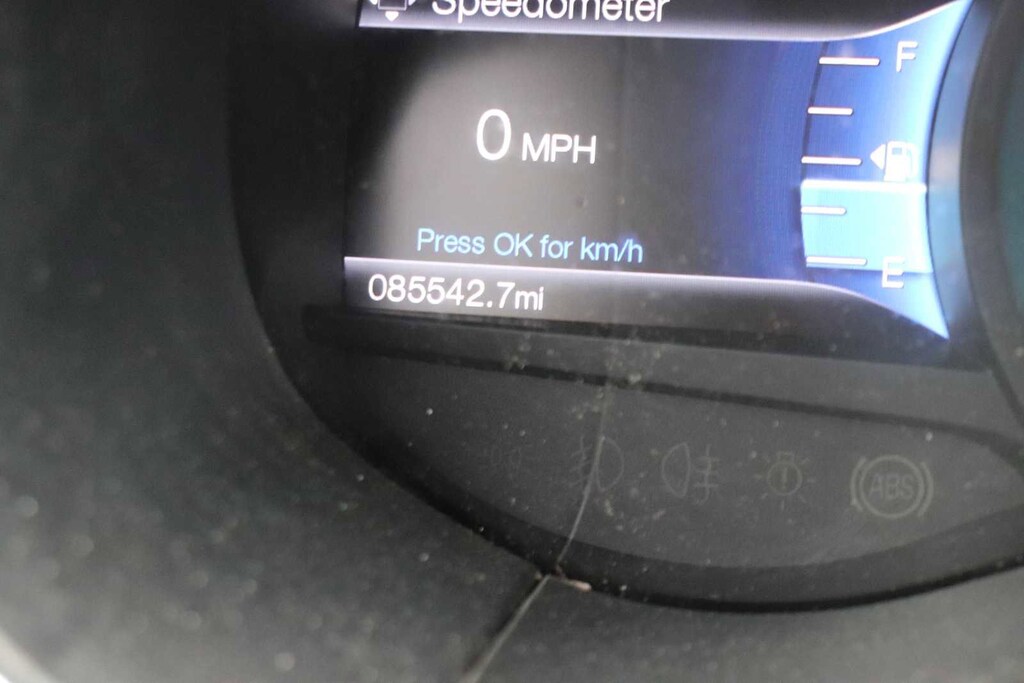 Speedometer
F
0 MPH
Press OK for km/h
E
085542.7mi
ABS